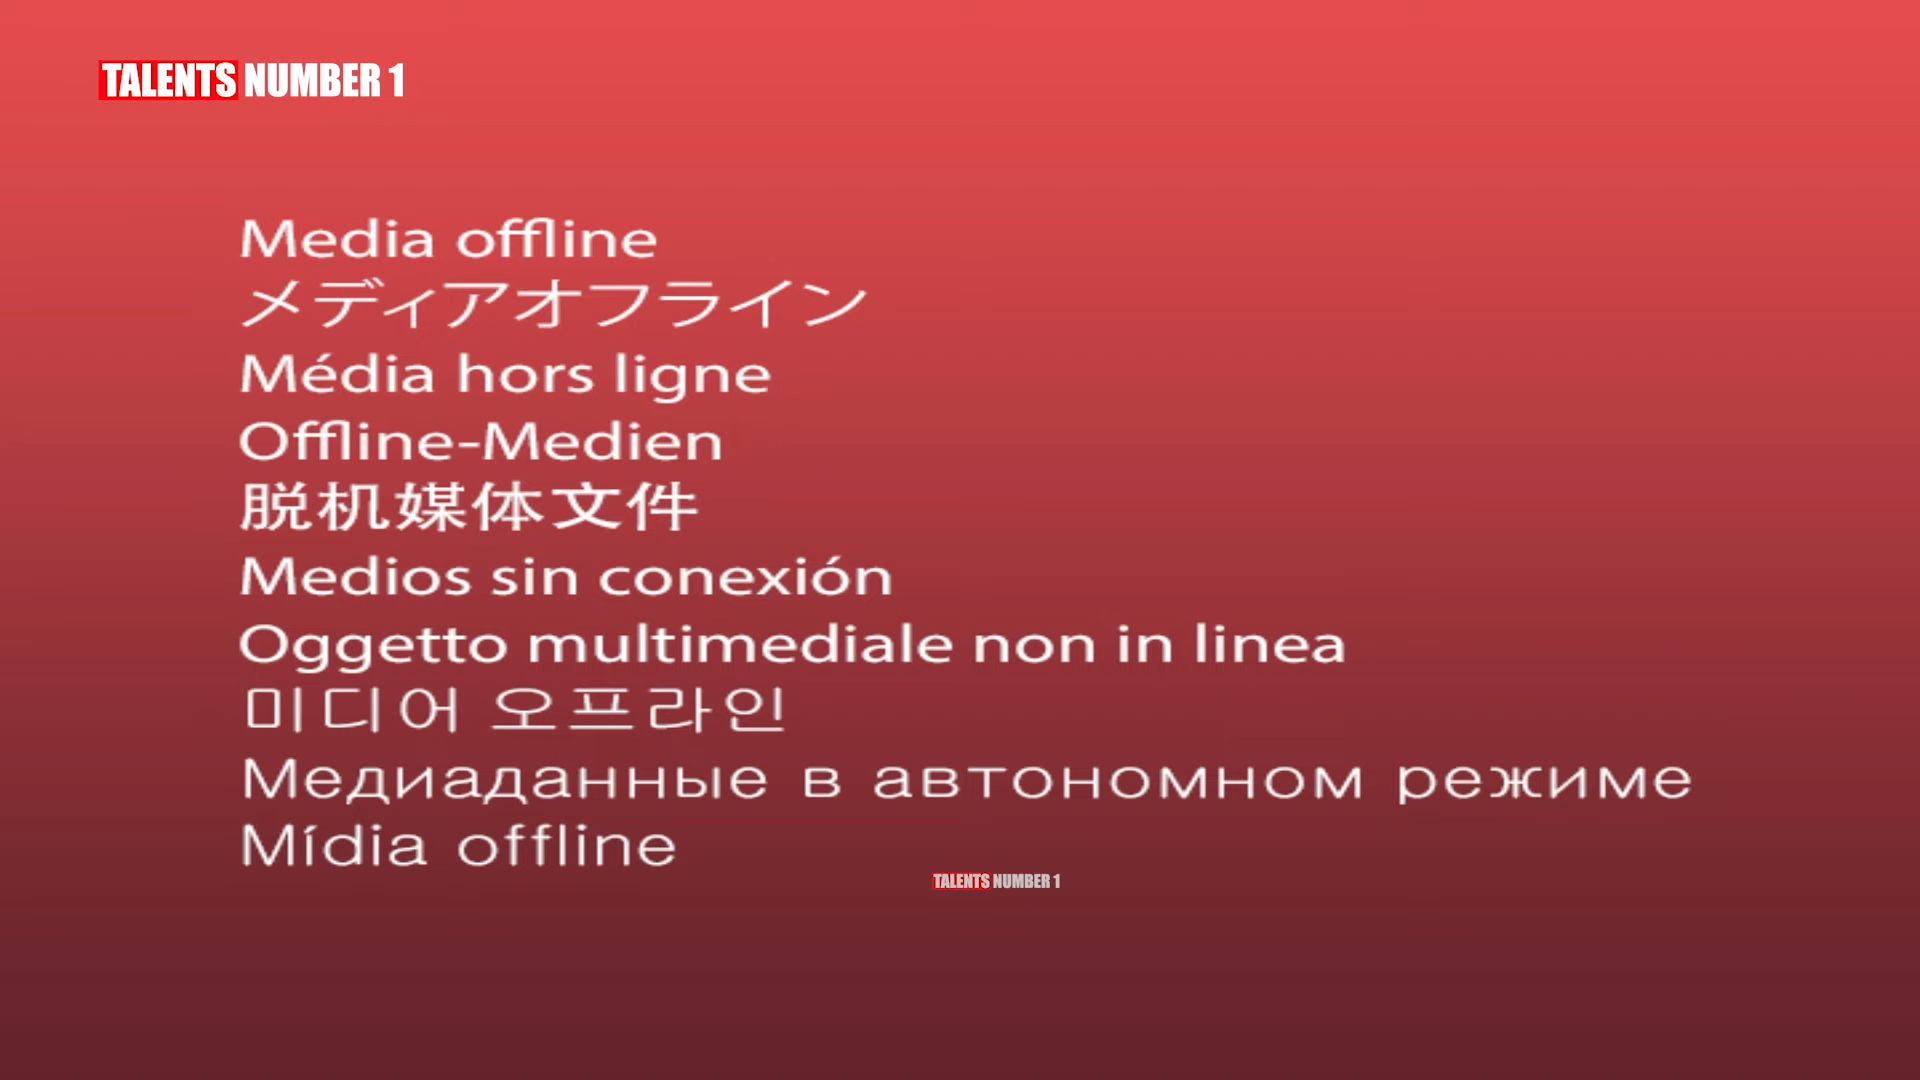 TALENTS NUMBER 1
Media offline
メディアオフライン
Média hors ligne
Offline-Medien
脱机媒体文件
Medios sin conexión
Oggetto multimediale non in linea
미디어 오프라인
Медиаданные в автономном режиме
Mídia offline
TALENTS NUMBER 1